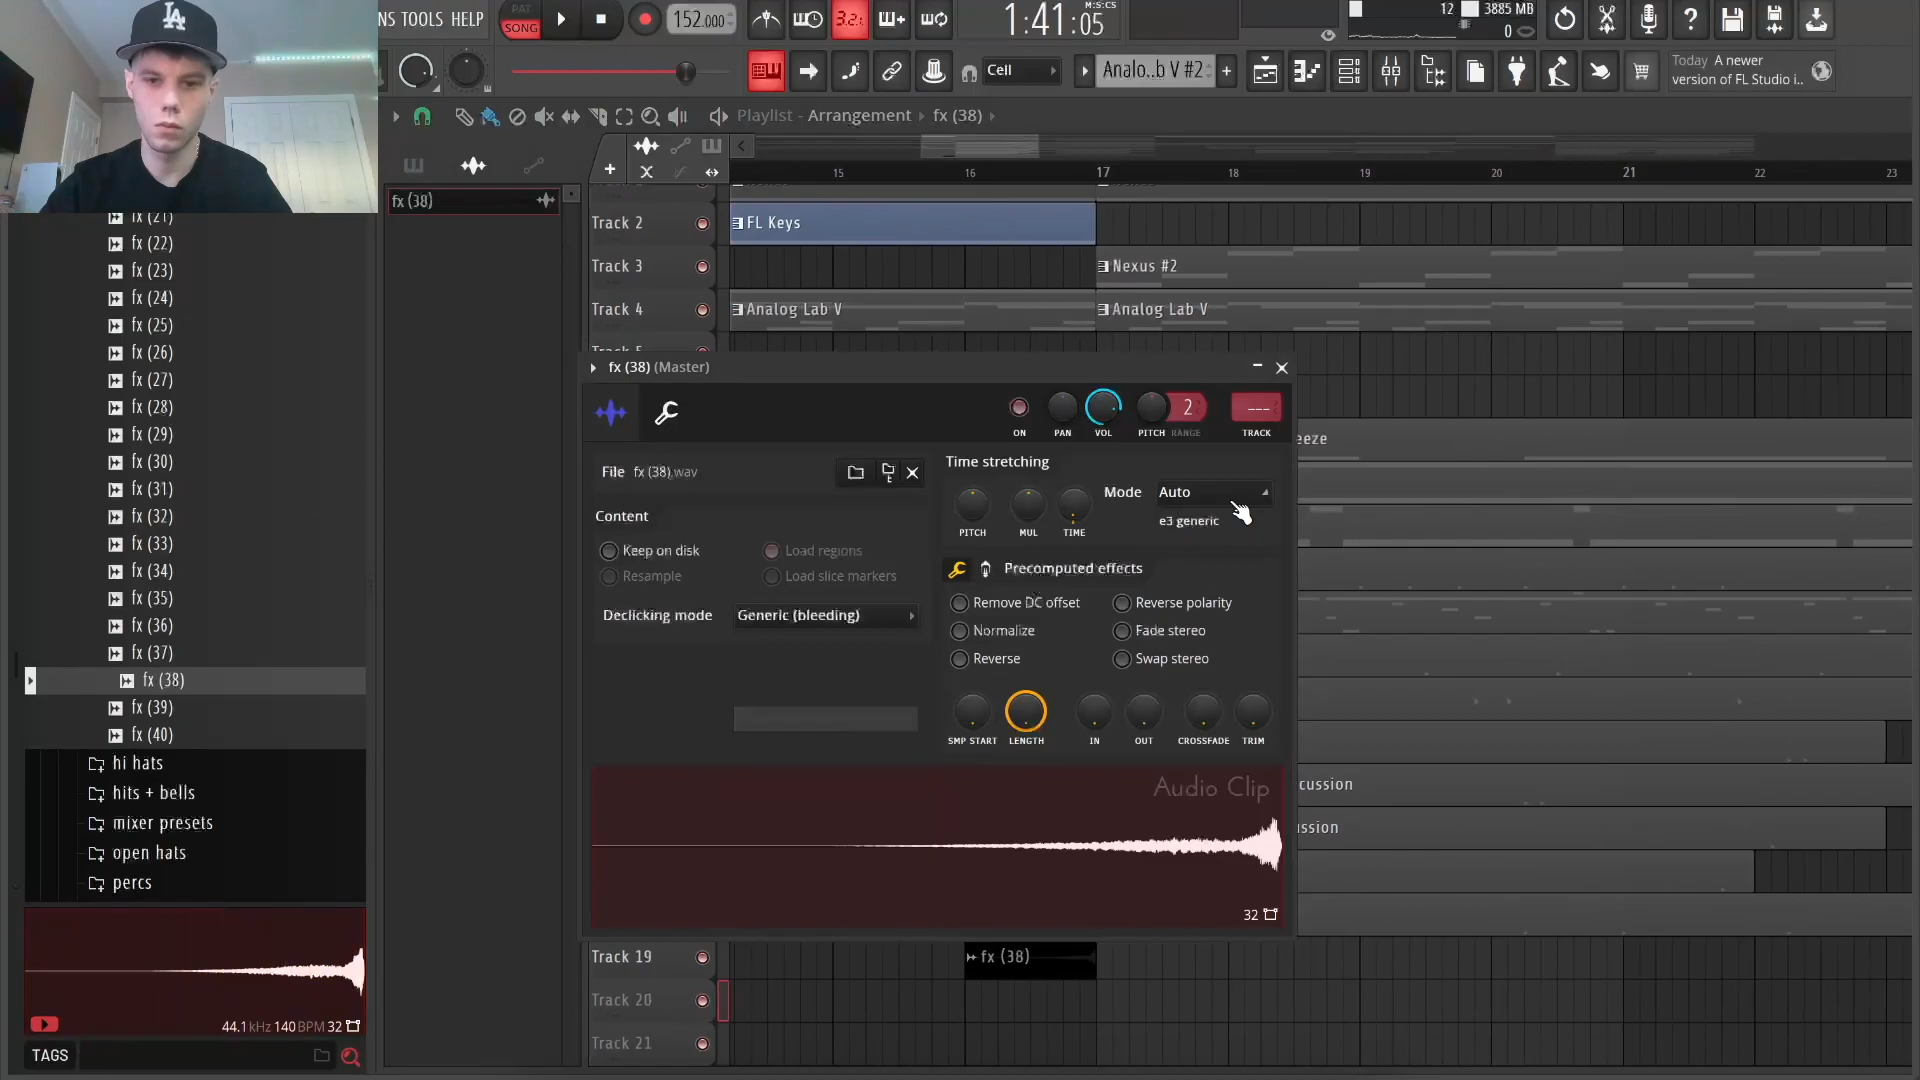 NS TOOLS HELP
PAT
SONG
152.000
3.2:
1:41:05
M:S:CS
12
3885 MB
0
Cell
Analo..b V #2
Today A newer
version of FL Studio i..
Playlist - Arrangement ▸ fx (38)
fx (38)
15 16 17 18 19 20 21 22 23
Track 2
FL Keys
Track 3
Nexus #2
Track 4
Analog Lab V
Analog Lab V
fx (21)
fx (22)
fx (23)
fx (24)
fx (25)
fx (26)
fx (27)
fx (28)
fx (29)
fx (30)
fx (31)
fx (32)
fx (33)
fx (34)
fx (35)
fx (36)
fx (37)
fx (38)
fx (39)
fx (40)
hi hats
hits + bells
mixer presets
open hats
percs
44.1kHz 140BPM 32
TAGS
fx (38) (Master)
2
---
ON PAN VOL PITCH RANGE TRACK
File fx (38).wav
Content
Keep on disk
Load regions
Resample
Load slice markers
Declicking mode
Generic (bleeding)
Time stretching
PITCH MUL TIME
Mode Auto
e3 generic
Precomputed effects
Remove DC offset
Reverse polarity
Normalize
Fade stereo
Reverse
Swap stereo
SMP START LENGTH IN OUT CROSSFADE TRIM
Audio Clip
32
eeze
cussion
ussion
Track 19
fx (38)
Track 20
Track 21
LA